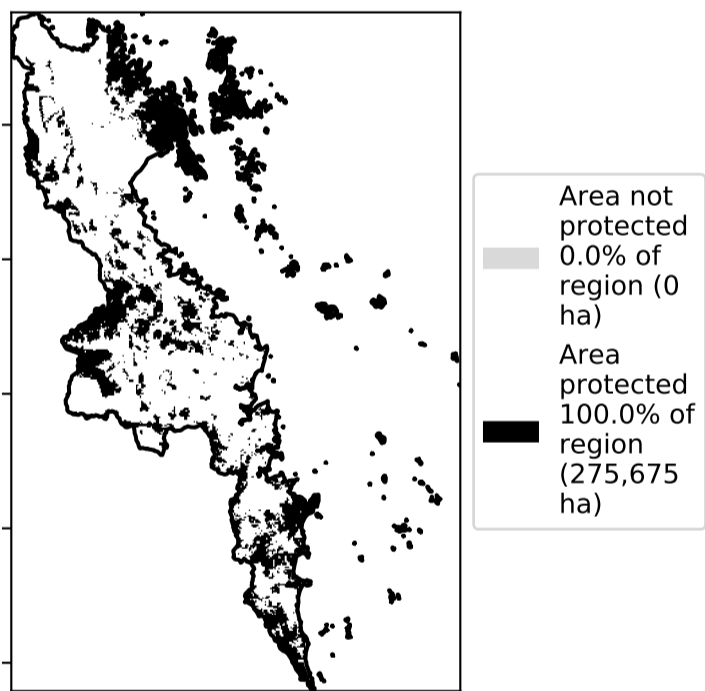 Area not
protected
0.0% of
region (0
ha)
Area
protected
100.0% of
region
(275,675
ha)